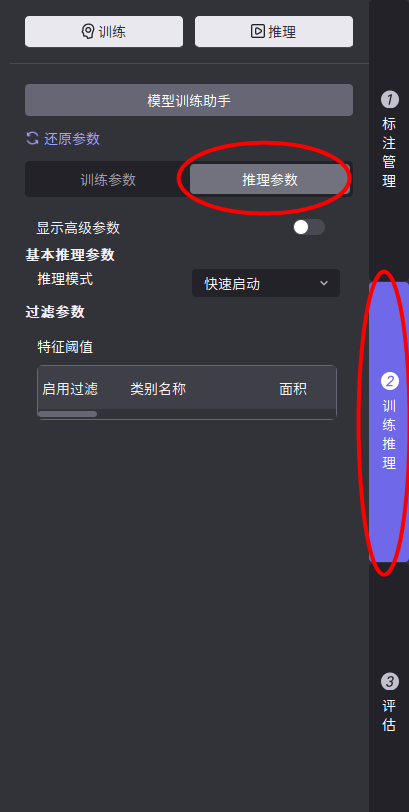 训练 推理
模型训练助手
还原参数
训练参数 推理参数
显示高级参数
基本推理参数
推理模式 快速启动
过滤参数
特征阈值
启用过滤 类别名称 面积
1
标注管理
2
训练推理
3
评估